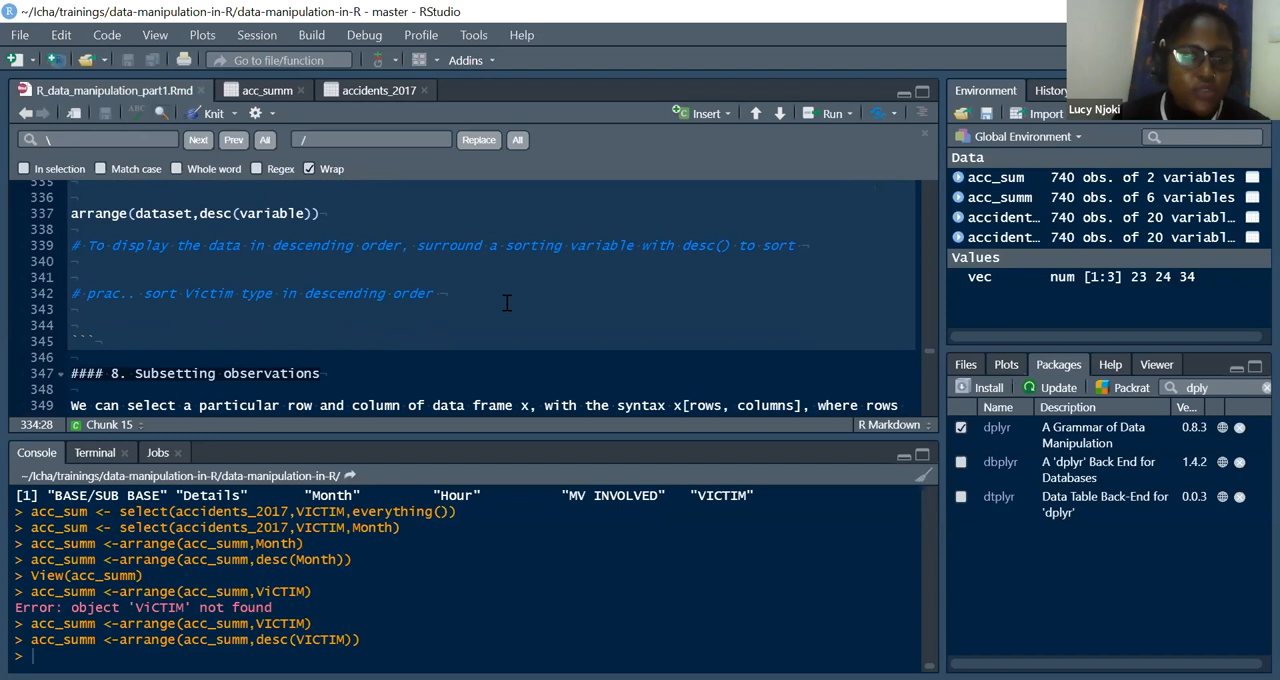 ~/Icha/trainings/data-manipulation-in-R/data-manipulation-in-R - master - RStudio
File Edit Code View Plots Session Build Debug Profile Tools Help
Go to file/function Addins
R_data_manipulation_part1.Rmd acc_summ accidents_2017
ABC Knit Insert Run
\ Next Prev All / Replace All
In selection Match case Whole word Regex Wrap
335
336
337 arrange(dataset,desc(variable))
338
339 # To display the data in descending order, surround a sorting variable with desc() to sort
340
341
342 # prac.. sort Victim type in descending order
343
344
345 ```
346
347 #### 8. Subsetting observations
348
349 We can select a particular row and column of data frame x, with the syntax x[rows, columns], where rows
334:28 Chunk 15 R Markdown
Console Terminal Jobs
~/Icha/trainings/data-manipulation-in-R/data-manipulation-in-R/
[1] "BASE/SUB BASE" "Details" "Month" "Hour" "MV INVOLVED" "VICTIM"
> acc_sum <- select(accidents_2017,VICTIM,everything())
> acc_sum <- select(accidents_2017,VICTIM,Month)
> acc_summ <-arrange(acc_summ,Month)
> acc_summ <-arrange(acc_summ,desc(Month))
> View(acc_summ)
> acc_summ <-arrange(acc_summ,ViCTIM)
Error: object 'ViCTIM' not found
> acc_summ <-arrange(acc_summ,VICTIM)
> acc_summ <-arrange(acc_summ,desc(VICTIM))
>
Lucy Njoki
Environment History
Import
Global Environment
Data
acc_sum 740 obs. of 2 variables
acc_summ 740 obs. of 6 variables
accident… 740 obs. of 20 variabl…
accident… 740 obs. of 20 variabl…
Values
vec num [1:3] 23 24 34
Files Plots Packages Help Viewer
Install Update Packrat dply
Name Description Ve...
dplyr A Grammar of Data 0.8.3
Manipulation
dbplyr A 'dplyr' Back End for 1.4.2
Databases
dtplyr Data Table Back-End for 0.0.3
'dplyr'